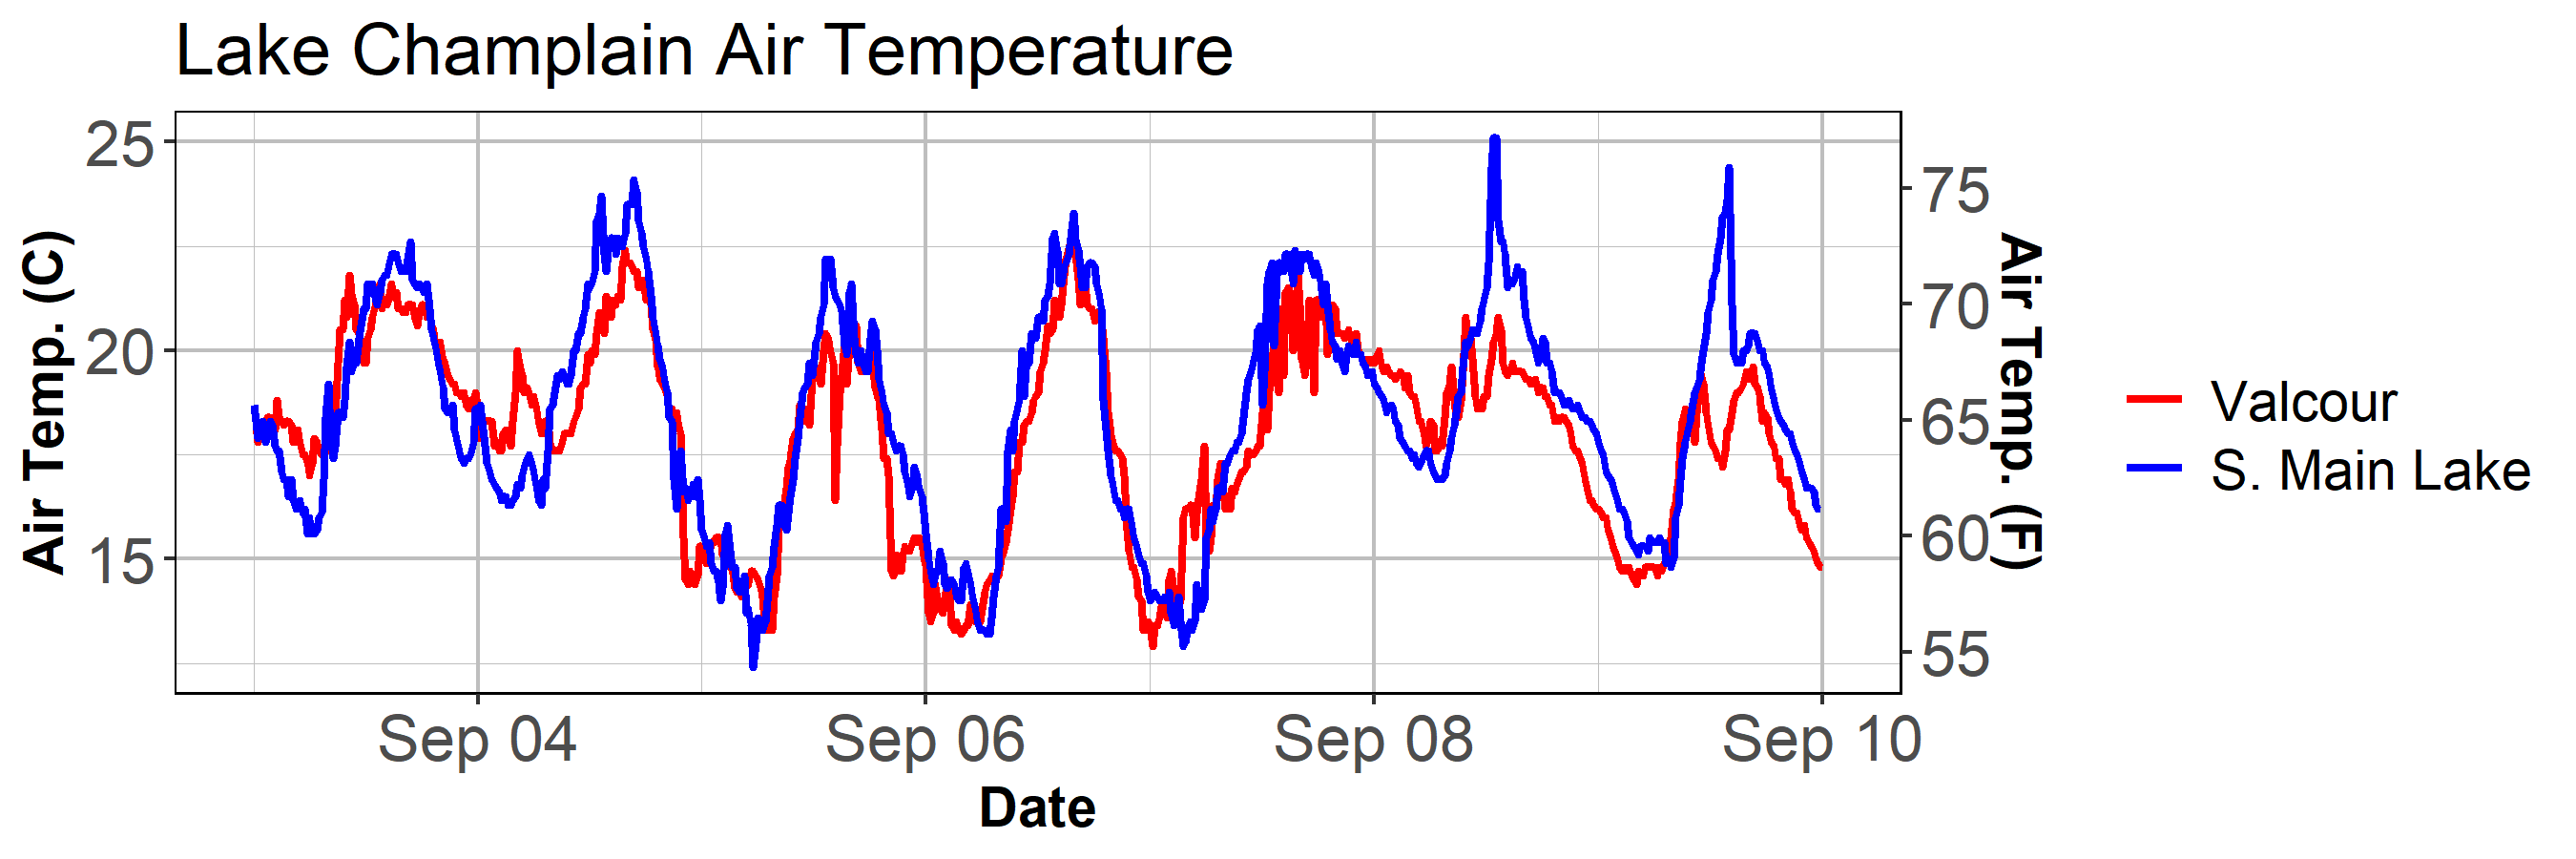 Lake Champlain Air Temperature
Air Temp. (C)
25
20
15
75
70
65
60
55
Air Temp. (F)
Sep 04
Sep 06
Sep 08
Sep 10
Date
Valcour
S. Main Lake